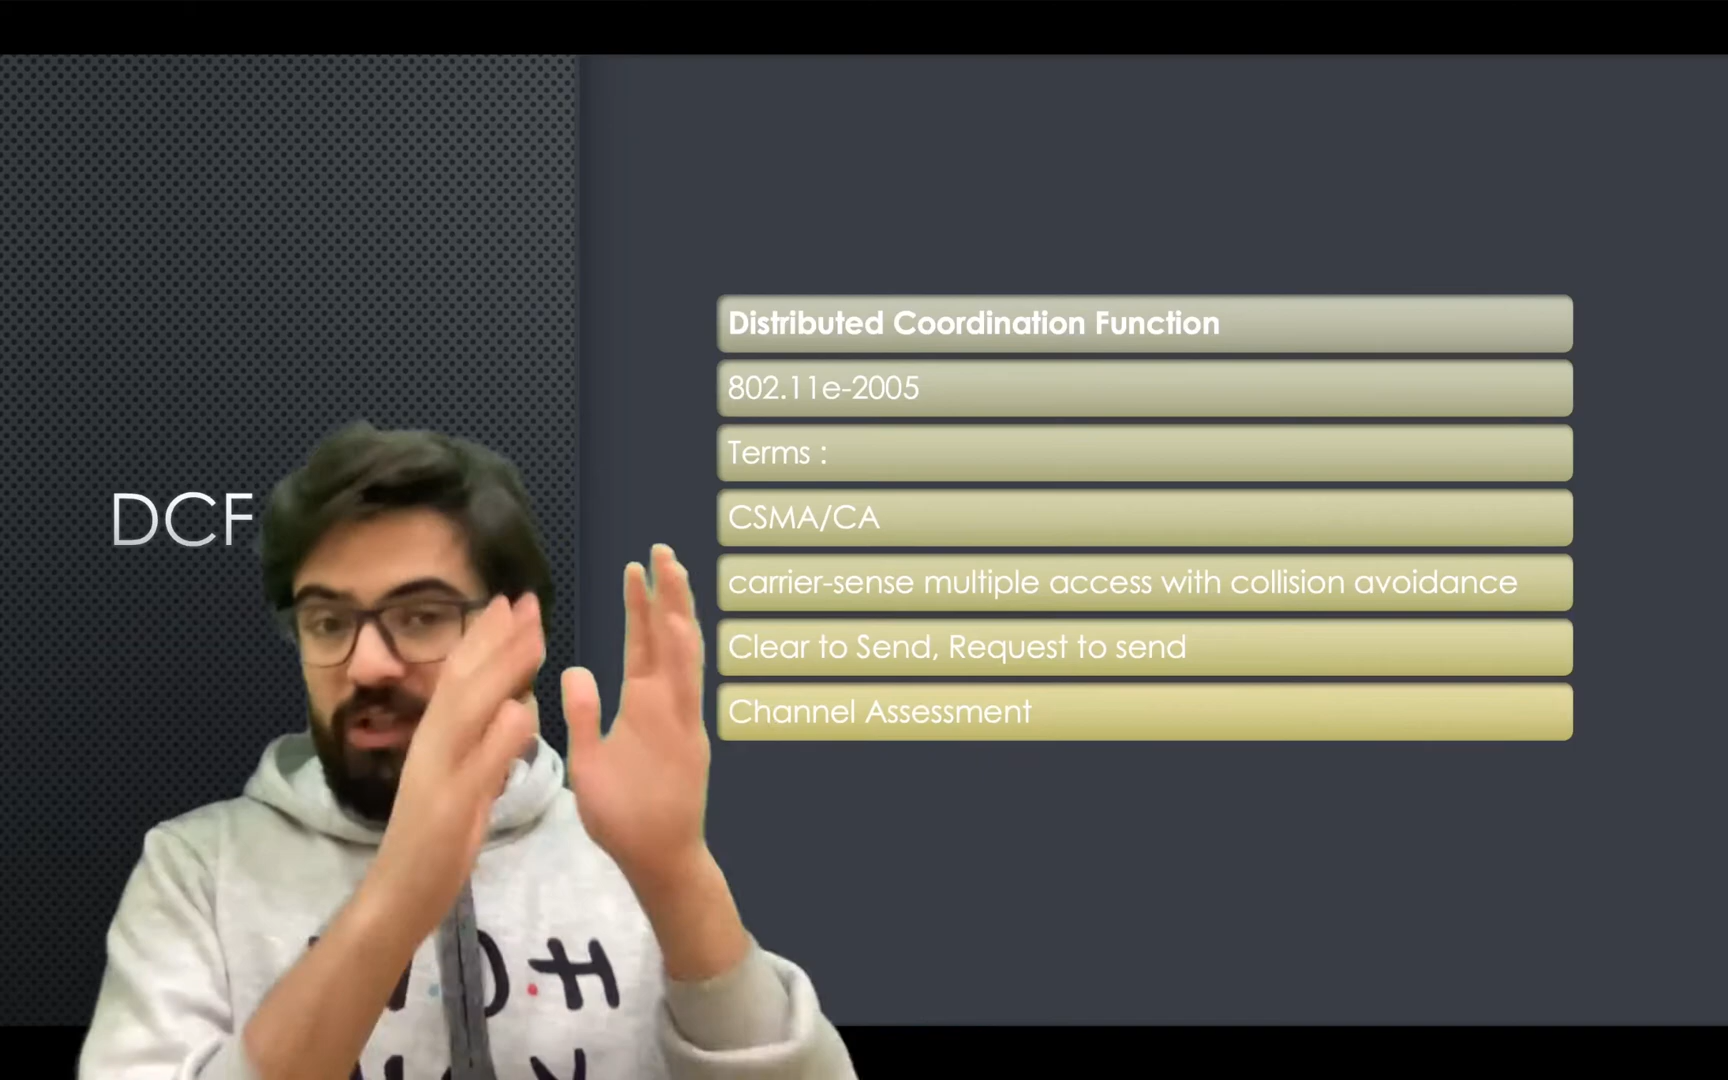 DCF
Distributed Coordination Function
802.11e-2005
Terms :
CSMA/CA
carrier-sense multiple access with collision avoidance
Clear to Send, Request to send
Channel Assessment